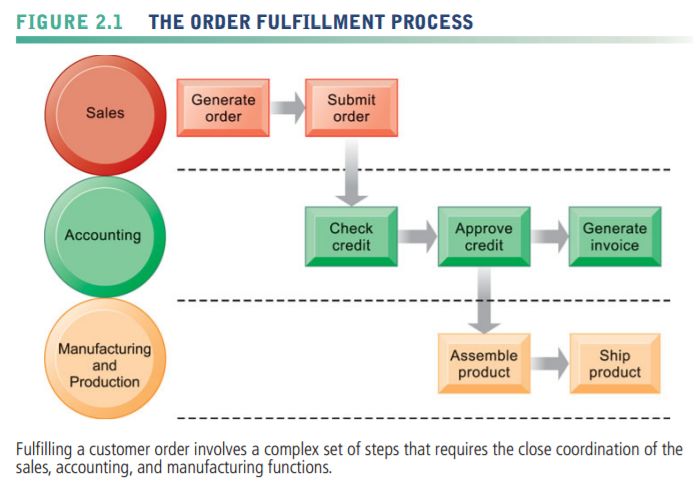 FIGURE 2.1 THE ORDER FULFILLMENT PROCESS
Sales
Generate
order
Submit
order
Accounting
Check
credit
Approve
credit
Generate
invoice
Manufacturing
and
Production
Assemble
product
Ship
product
Fulfilling a customer order involves a complex set of steps that requires the close coordination of the
sales, accounting, and manufacturing functions.